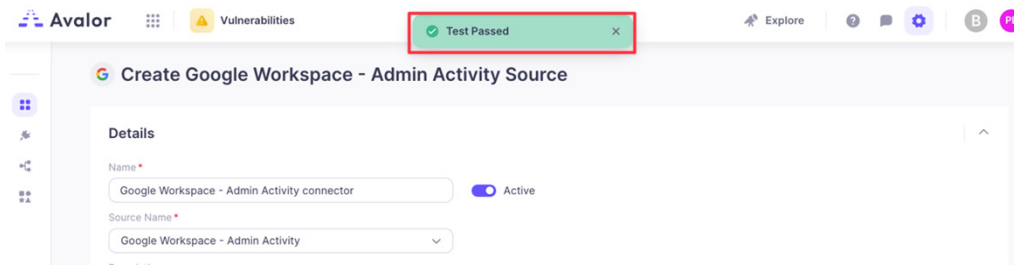 Avalor
Vulnerabilities
Test Passed
Explore
B
Create Google Workspace - Admin Activity Source
Details
Name*
Google Workspace - Admin Activity connector
Active
Source Name*
Google Workspace - Admin Activity